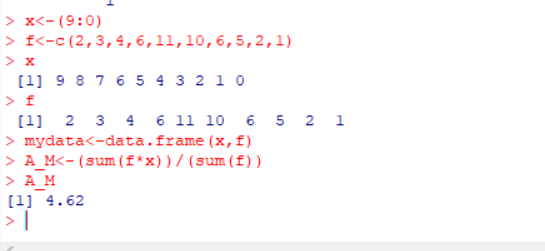 > x<-(9:0)
> f<-c(2,3,4,6,11,10,6,5,2,1)
> x
[1] 9 8 7 6 5 4 3 2 1 0
> f
[1] 2 3 4 6 11 10 6 5 2 1
> mydata<-data.frame(x,f)
> A_M<-(sum(f*x))/(sum(f))
> A_M
[1] 4.62
>